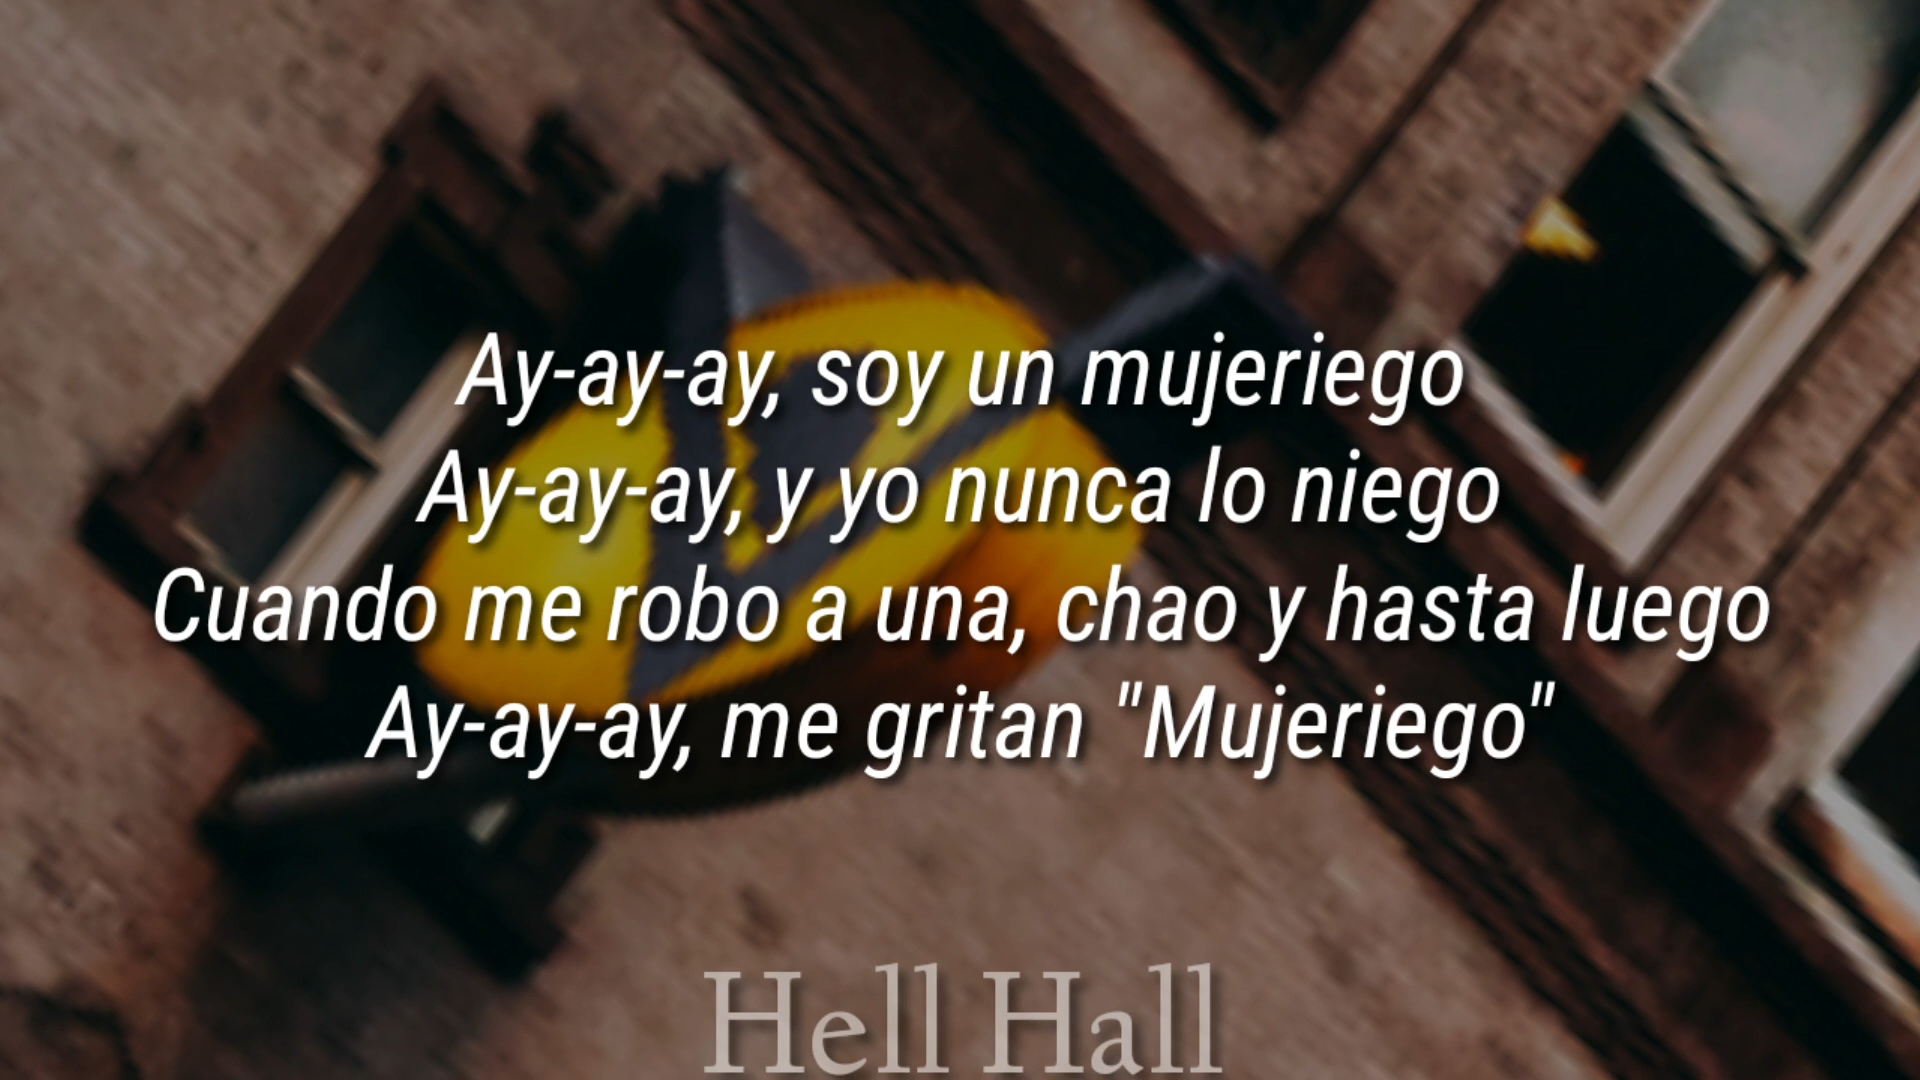 Ay-ay-ay, soy un mujeriego
Ay-ay-ay, y yo nunca lo niego
Cuando me robo a una, chao y hasta luego
Ay-ay-ay, me gritan "Mujeriego"
Hell Hall